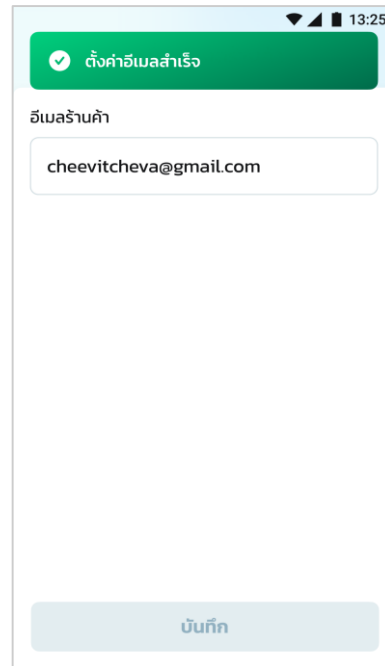 13:25
ตั้งค่าอีเมลสำเร็จ
อีเมลร้านค้า
cheevitcheva@gmail.com
บันทึก